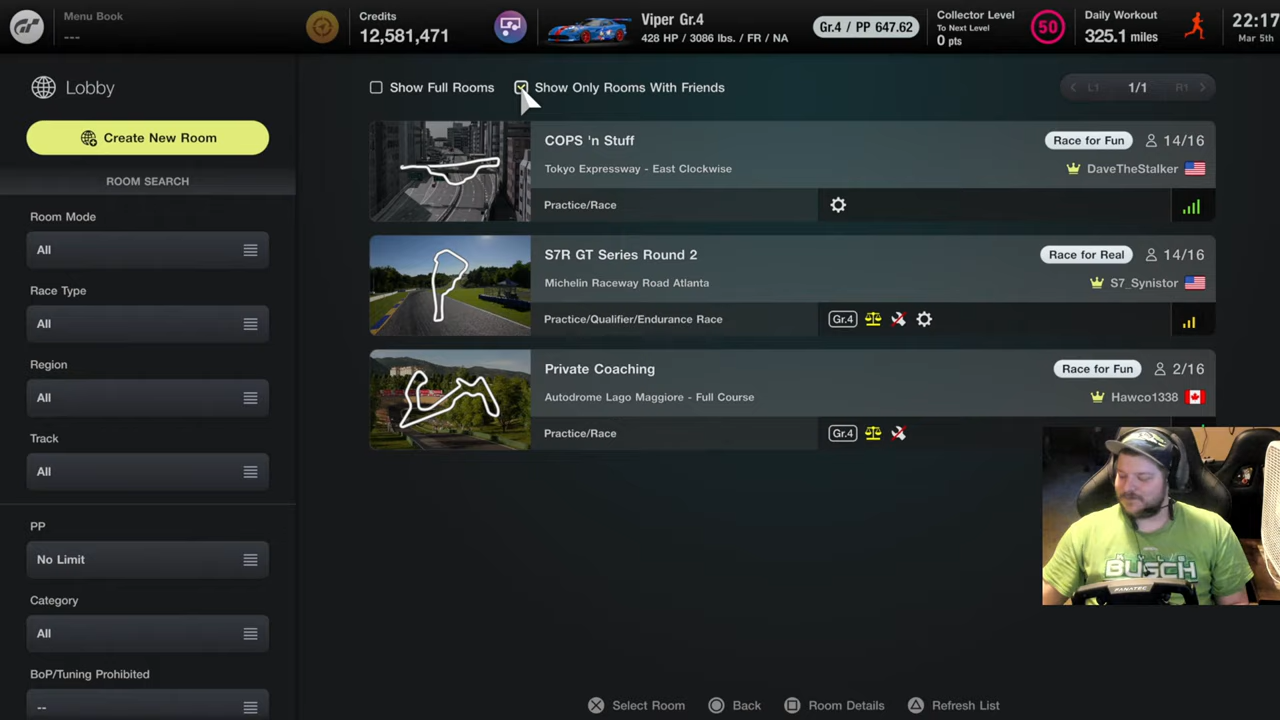 Menu Book
---
Credits
12,581,471
Viper Gr.4
428 HP / 3086 lbs. / FR / NA
Gr.4 / PP 647.62
Collector Level
To Next Level
0 pts
50
Daily Workout
325.1 miles
22:17
Mar 5th
Lobby
Create New Room
ROOM SEARCH
Room Mode
All
Race Type
All
Region
All
Track
All
PP
No Limit
Category
All
BoP/Tuning Prohibited
--
Show Full Rooms
Show Only Rooms With Friends
L1
1/1
R1
COPS 'n Stuff
Race for Fun
14/16
Tokyo Expressway - East Clockwise
DaveTheStalker
Practice/Race
S7R GT Series Round 2
Race for Real
14/16
Michelin Raceway Road Atlanta
S7_Synistor
Practice/Qualifier/Endurance Race
Gr.4
Private Coaching
Race for Fun
2/16
Autodrome Lago Maggiore - Full Course
Hawco1338
Practice/Race
Gr.4
BUSCH
FANATEC
Select Room
Back
Room Details
Refresh List